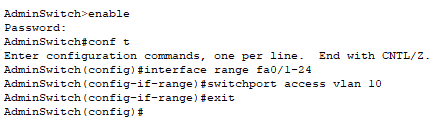 AdminSwitch>enable
Password:
AdminSwitch#conf t
Enter configuration commands, one per line.  End with CNTL/Z.
AdminSwitch(config)#interface range fa0/1-24
AdminSwitch(config-if-range)#switchport access vlan 10
AdminSwitch(config-if-range)#exit
AdminSwitch(config)#